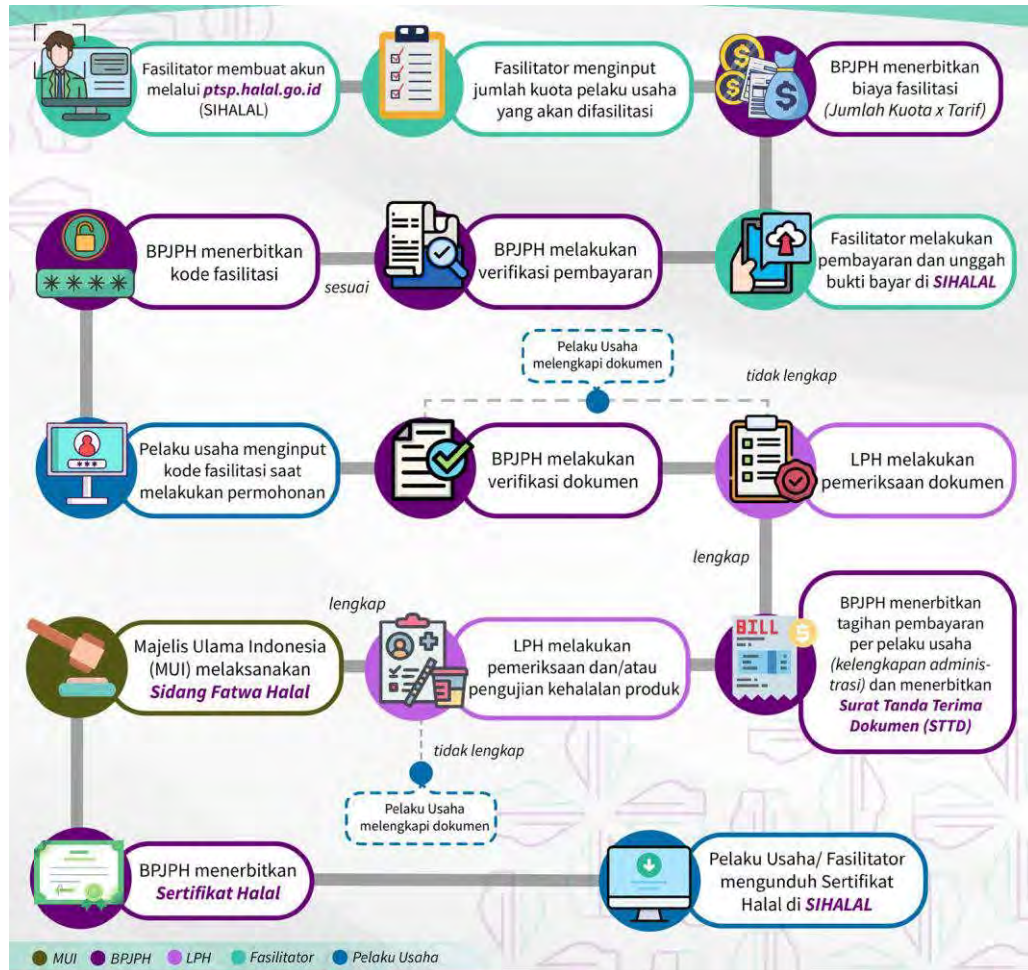 Fasilitator membuat akun
melalui ptsp.halal.go.id
(SIHALAL)
Fasilitator menginput
jumlah kuota pelaku usaha
yang akan difasilitasi
BPJPH menerbitkan
biaya fasilitasi
(Jumlah Kuota x Tarif)
Fasilitator melakukan
pembayaran dan unggah
bukti bayar di SIHALAL
BPJPH melakukan
verifikasi pembayaran
sesuai
BPJPH menerbitkan
kode fasilitasi
Pelaku usaha menginput
kode fasilitasi saat
melakukan permohonan
BPJPH melakukan
verifikasi dokumen
Pelaku Usaha
melengkapi dokumen
tidak lengkap
LPH melakukan
pemeriksaan dokumen
lengkap
BILL
BPJPH menerbitkan
tagihan pembayaran
per pelaku usaha
(kelengkapan adminis-
trasi) dan menerbitkan
Surat Tanda Terima
Dokumen (STTD)
LPH melakukan
pemeriksaan dan/atau
pengujian kehalalan produk
tidak lengkap
Pelaku Usaha
melengkapi dokumen
lengkap
Majelis Ulama Indonesia
(MUI) melaksanakan
Sidang Fatwa Halal
BPJPH menerbitkan
Sertifikat Halal
Pelaku Usaha/ Fasilitator
mengunduh Sertifikat
Halal di SIHALAL
MUI BPJPH LPH Fasilitator Pelaku Usaha